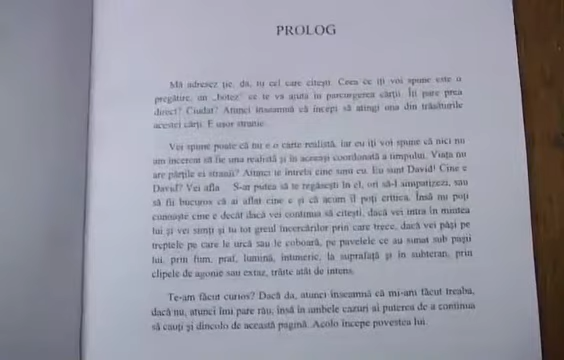 PROLOG
Mă adresez ție, da, tu cel care citești. Ceea ce îți voi spune este o
pregătire, un „botez” ce te va ajuta în parcurgerea cărții. Îți pare prea
direct? Ciudat? Atunci înseamnă că începi să atingi una din trăsăturile
acestei cărți. E ușor stranie.
Vei spune poate că nu e o carte realistă, iar eu îți voi spune că nici nu
am încercat să fie una realistă și în aceeași coordonată a timpului. Viața nu
are părțile ei stranii? Atunci te întrebi cine sunt eu. Eu sunt David! Cine e
David? Vei afla... S-ar putea să te regăsești în el, ori să-l simpatizezi, sau
să fii bucuros că ai aflat cine e și că acum îl poți critica. Însă nu poți
cunoaște cine e decât dacă vei continua să citești, dacă vei intra în mintea
lui și vei simți și tu tot greul încercărilor prin care trece, dacă vei păși pe
treptele pe care le urcă sau le coboară, pe pavelele ce au sunat sub pașii
lui, prin fum, praf, lumină, întuneric, la suprafață și în subteran, prin
clipele de agonie sau extaz, trăite atât de intens.
Te-am făcut curios? Dacă da, atunci înseamnă că mi-am făcut treaba,
dacă nu, atunci îmi pare rău, însă în ambele cazuri ai puterea de a continua
să cauți și dincolo de această pagină. Acolo începe povestea lui.